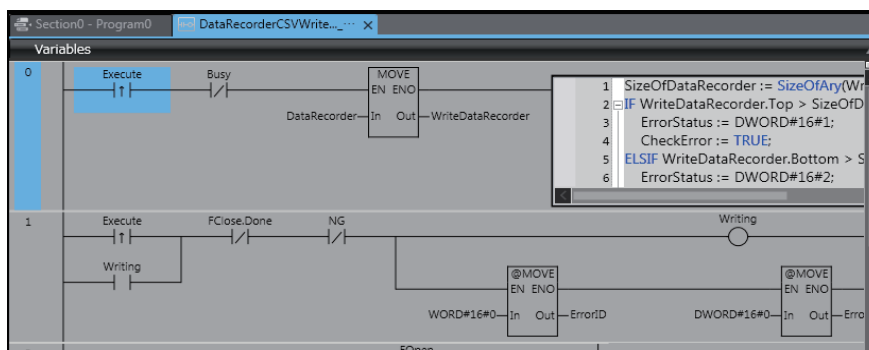 Section0 - Program0
DataRecorderCSVWrite..._...
Variables
0
Execute
Busy
MOVE
EN ENO
DataRecorder
In Out
WriteDataRecorder
1 SizeOfDataRecorder := SizeOfAry(Wr
2 IF WriteDataRecorder.Top > SizeOfD
3 ErrorStatus := DWORD#16#1;
4 CheckError := TRUE;
5 ELSIF WriteDataRecorder.Bottom > S
6 ErrorStatus := DWORD#16#2;
1
Execute
FClose.Done
NG
Writing
Writing
@MOVE
EN ENO
WORD#16#0
In Out
ErrorID
@MOVE
EN ENO
DWORD#16#0
In Out
Erro